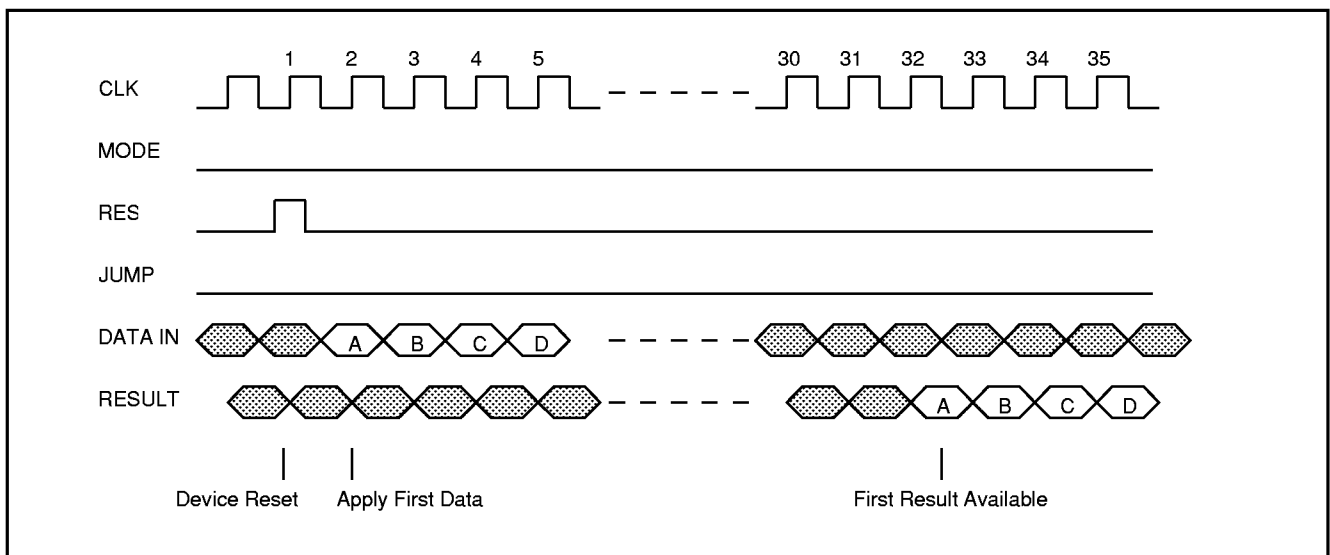 1 2 3 4 5 30 31 32 33 34 35
CLK
MODE
RES
JUMP
DATA IN A B C D
RESULT A B C D
Device Reset Apply First Data First Result Available